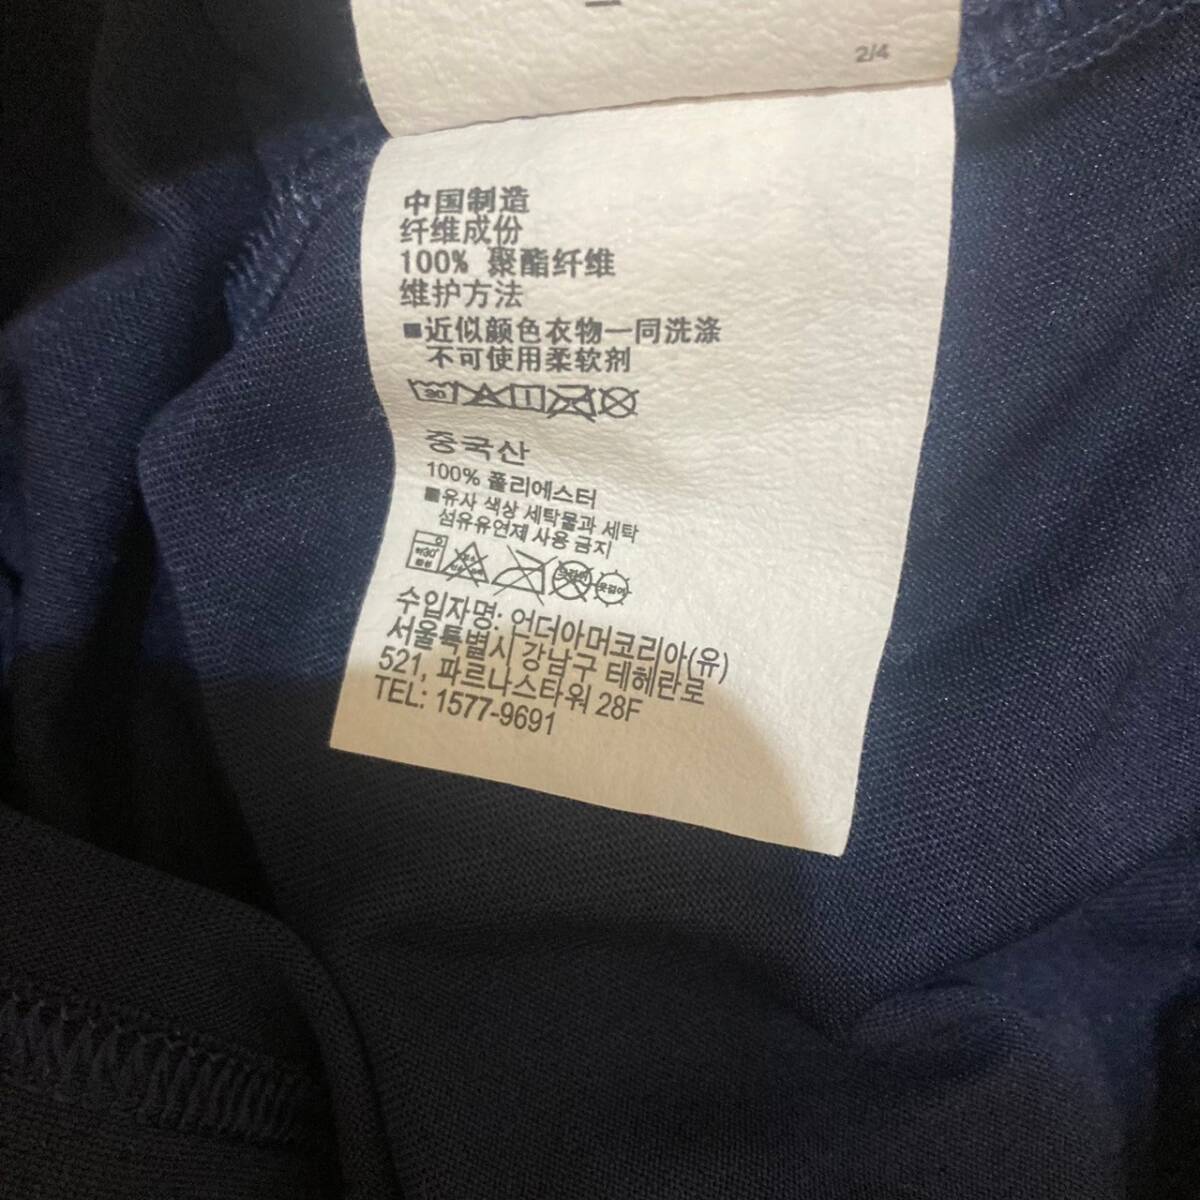 2/4
中国制造
纤维成份
100% 聚酯纤维
维护方法
■近似颜色衣物一同洗涤
不可使用柔软剂
30
중국산
100% 폴리에스터
■유사 색상 세탁물과 세탁
섬유유연제 사용 금지
수입자명: 언더아머코리아(유)
서울특별시 강남구 테헤란로
521, 파르나스타워 28F
TEL: 1577-9691